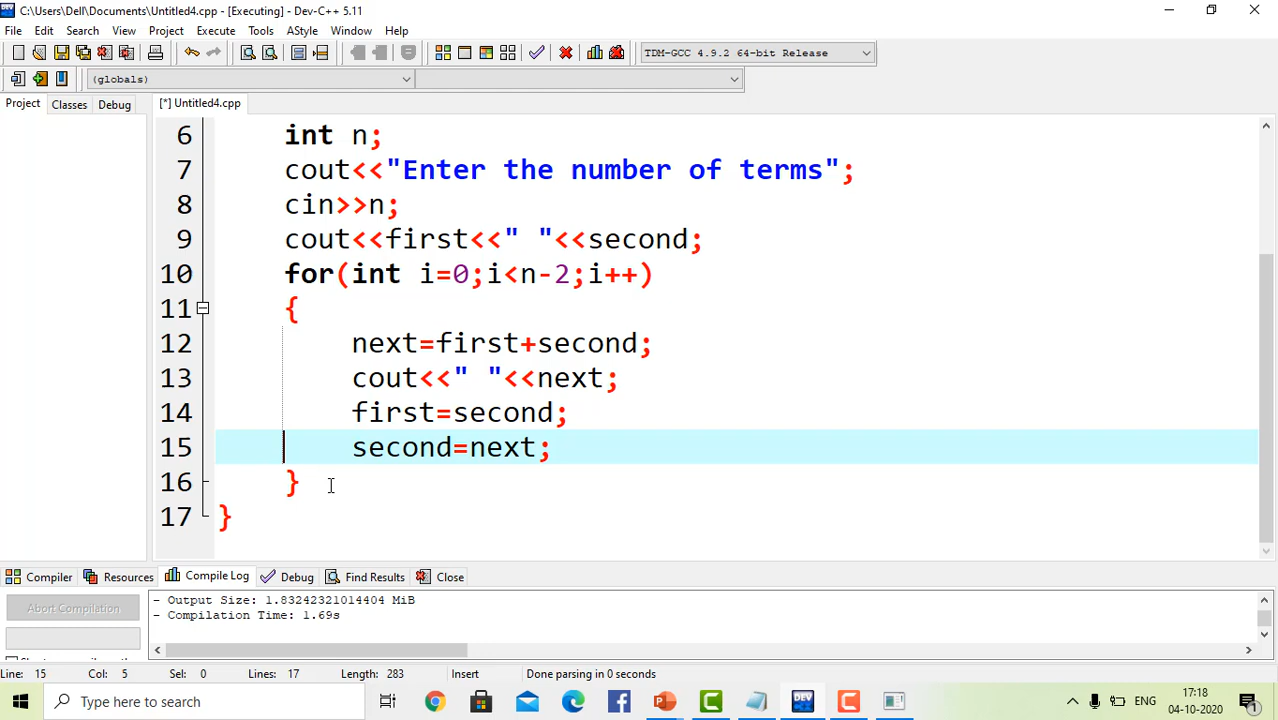 C:\Users\Dell\Documents\Untitled4.cpp - [Executing] - Dev-C++ 5.11
File Edit Search View Project Execute Tools AStyle Window Help
TDM-GCC 4.9.2 64-bit Release
(globals)
Project Classes Debug [*] Untitled4.cpp
6 int n;
7 cout<<"Enter the number of terms";
8 cin>>n;
9 cout<<first<<" "<<second;
10 for(int i=0;i<n-2;i++)
11 {
12 next=first+second;
13 cout<<" "<<next;
14 first=second;
15 second=next;
16 }
17 }
Compiler Resources Compile Log Debug Find Results Close
Abort Compilation
- Output Size: 1.83242321014404 MiB
- Compilation Time: 1.69s
Line: 15 Col: 5 Sel: 0 Lines: 17 Length: 283 Insert Done parsing in 0 seconds
Type here to search
ENG
17:18
04-10-2020